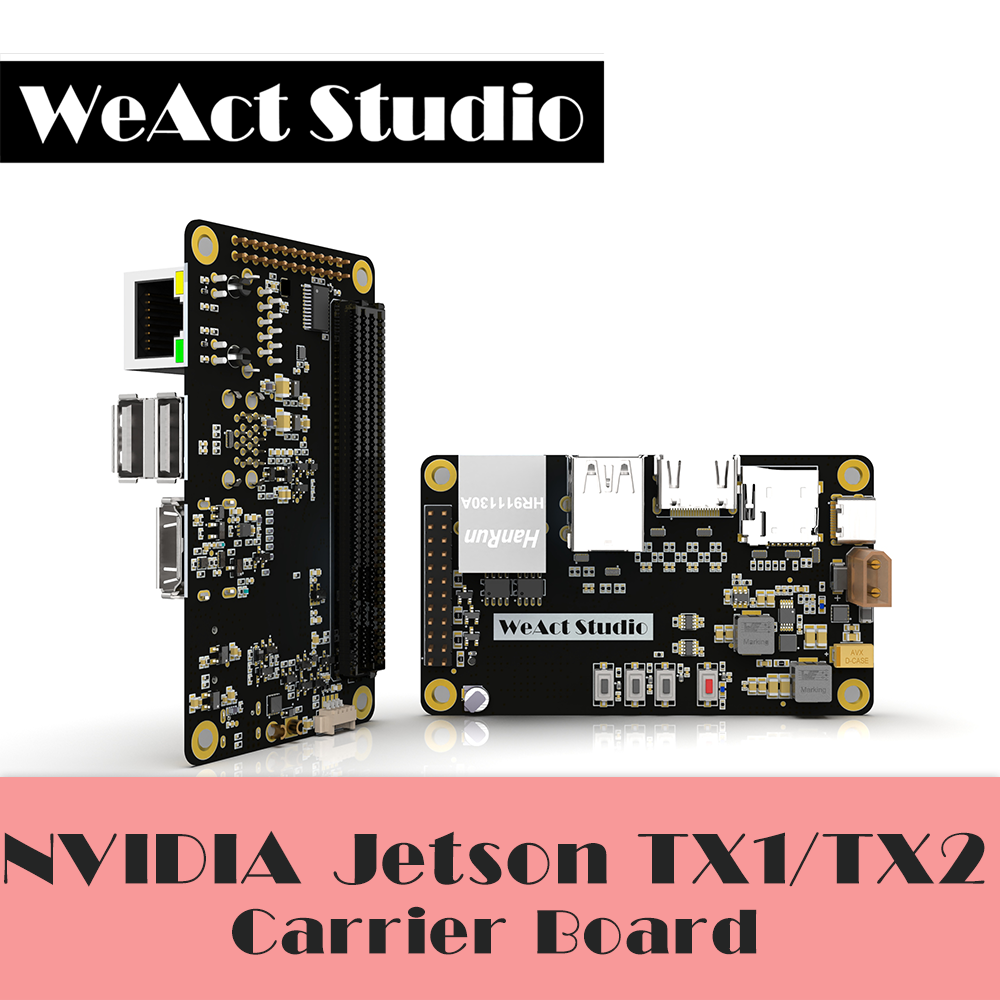 WeAct Studio
HanRun
HR911130A
WeAct Studio
Marking
AVX
D-CASE
Marking
NVIDIA Jetson TX1/TX2
Carrier Board